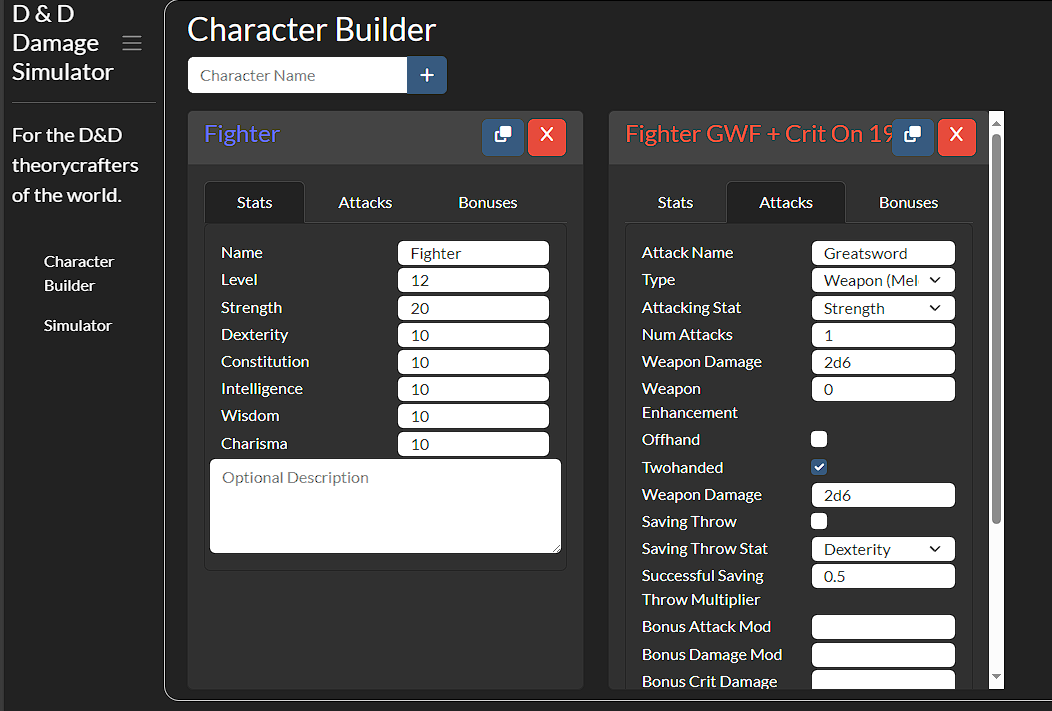 D & D
Damage
Simulator
For the D&D
theorycrafters
of the world.
Character
Builder
Simulator
Character Builder
Character Name +
Fighter X
Stats Attacks Bonuses
Name Fighter
Level 12
Strength 20
Dexterity 10
Constitution 10
Intelligence 10
Wisdom 10
Charisma 10
Optional Description
Fighter GWF + Crit On 19 X
Stats Attacks Bonuses
Attack Name Greatsword
Type Weapon (Mel
Attacking Stat Strength
Num Attacks 1
Weapon Damage 2d6
Weapon 0
Enhancement
Offhand
Twohanded
Weapon Damage 2d6
Saving Throw
Saving Throw Stat Dexterity
Successful Saving 0.5
Throw Multiplier
Bonus Attack Mod
Bonus Damage Mod
Bonus Crit Damage